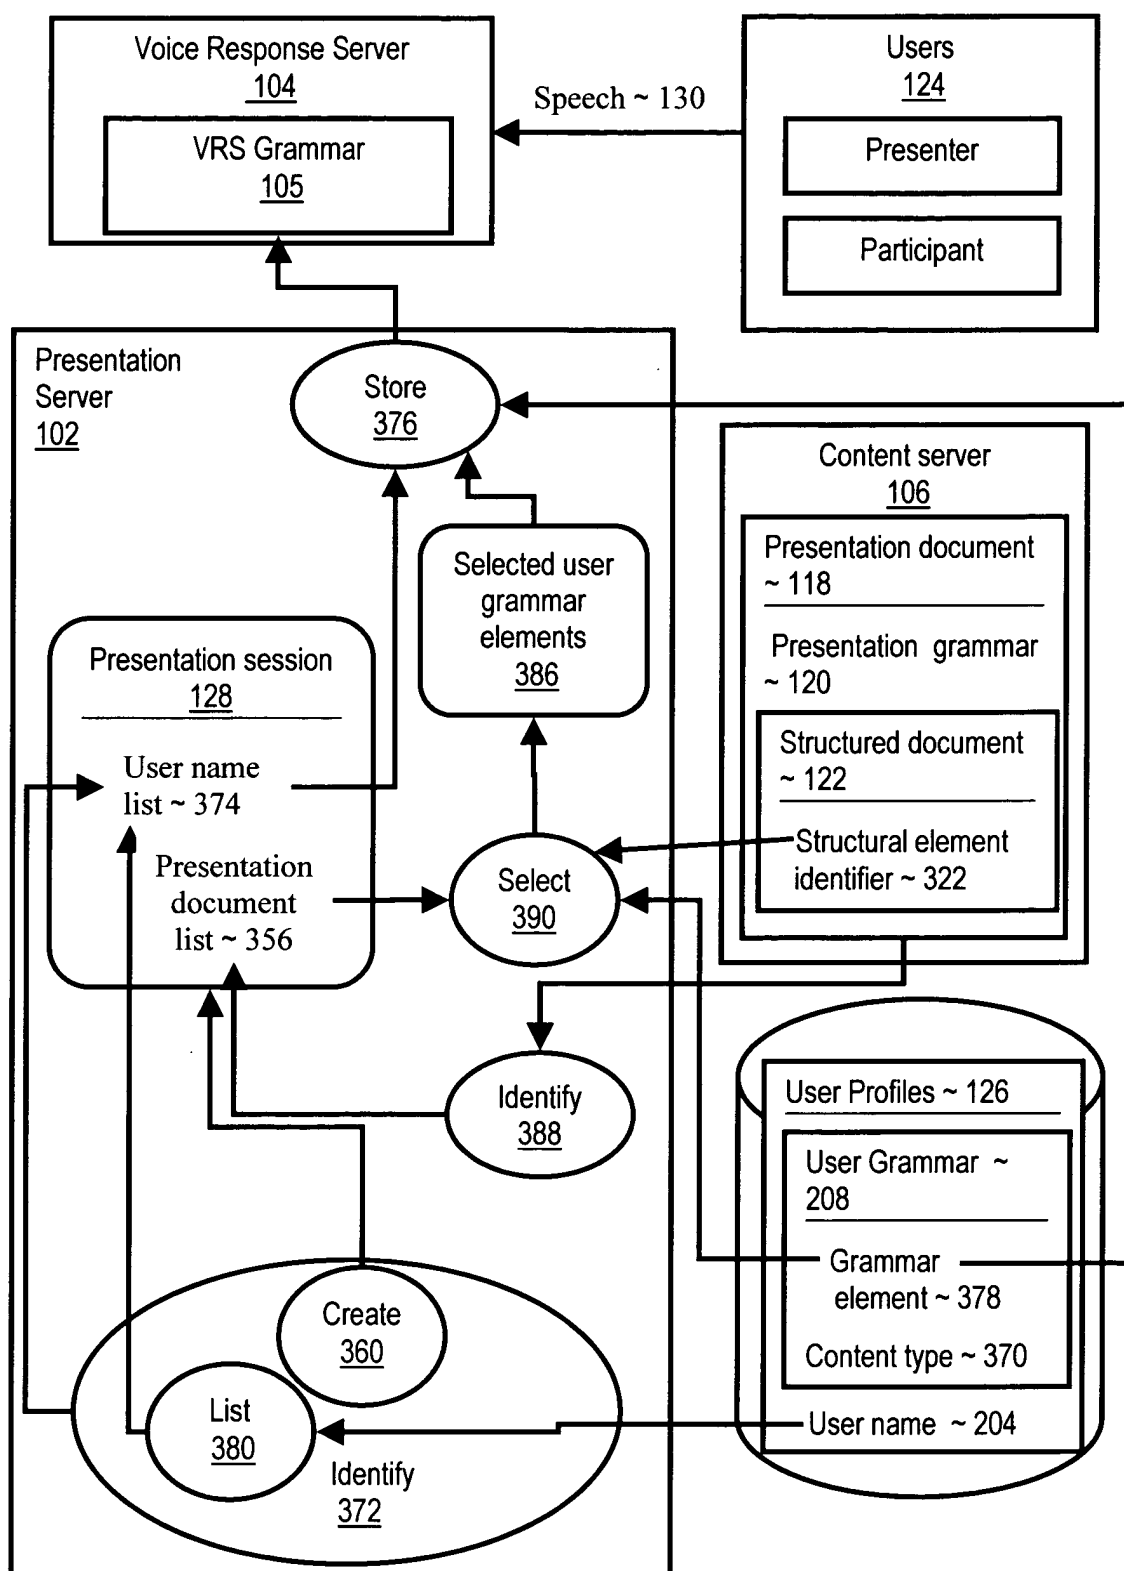 Voice Response Server
104
VRS Grammar
105
Speech ~ 130
Users
124
Presenter
Participant
Presentation
Server
102
Store
376
Selected user
grammar
elements
386
Presentation session
128
User name
list ~ 374
Presentation
document
list ~ 356
Select
390
Identify
388
Create
360
List
380
Identify
372
Content server
106
Presentation document
~ 118
Presentation grammar
~ 120
Structured document
~ 122
Structural element
identifier ~ 322
User Profiles ~ 126
User Grammar ~
208
Grammar
element ~ 378
Content type ~ 370
User name ~ 204